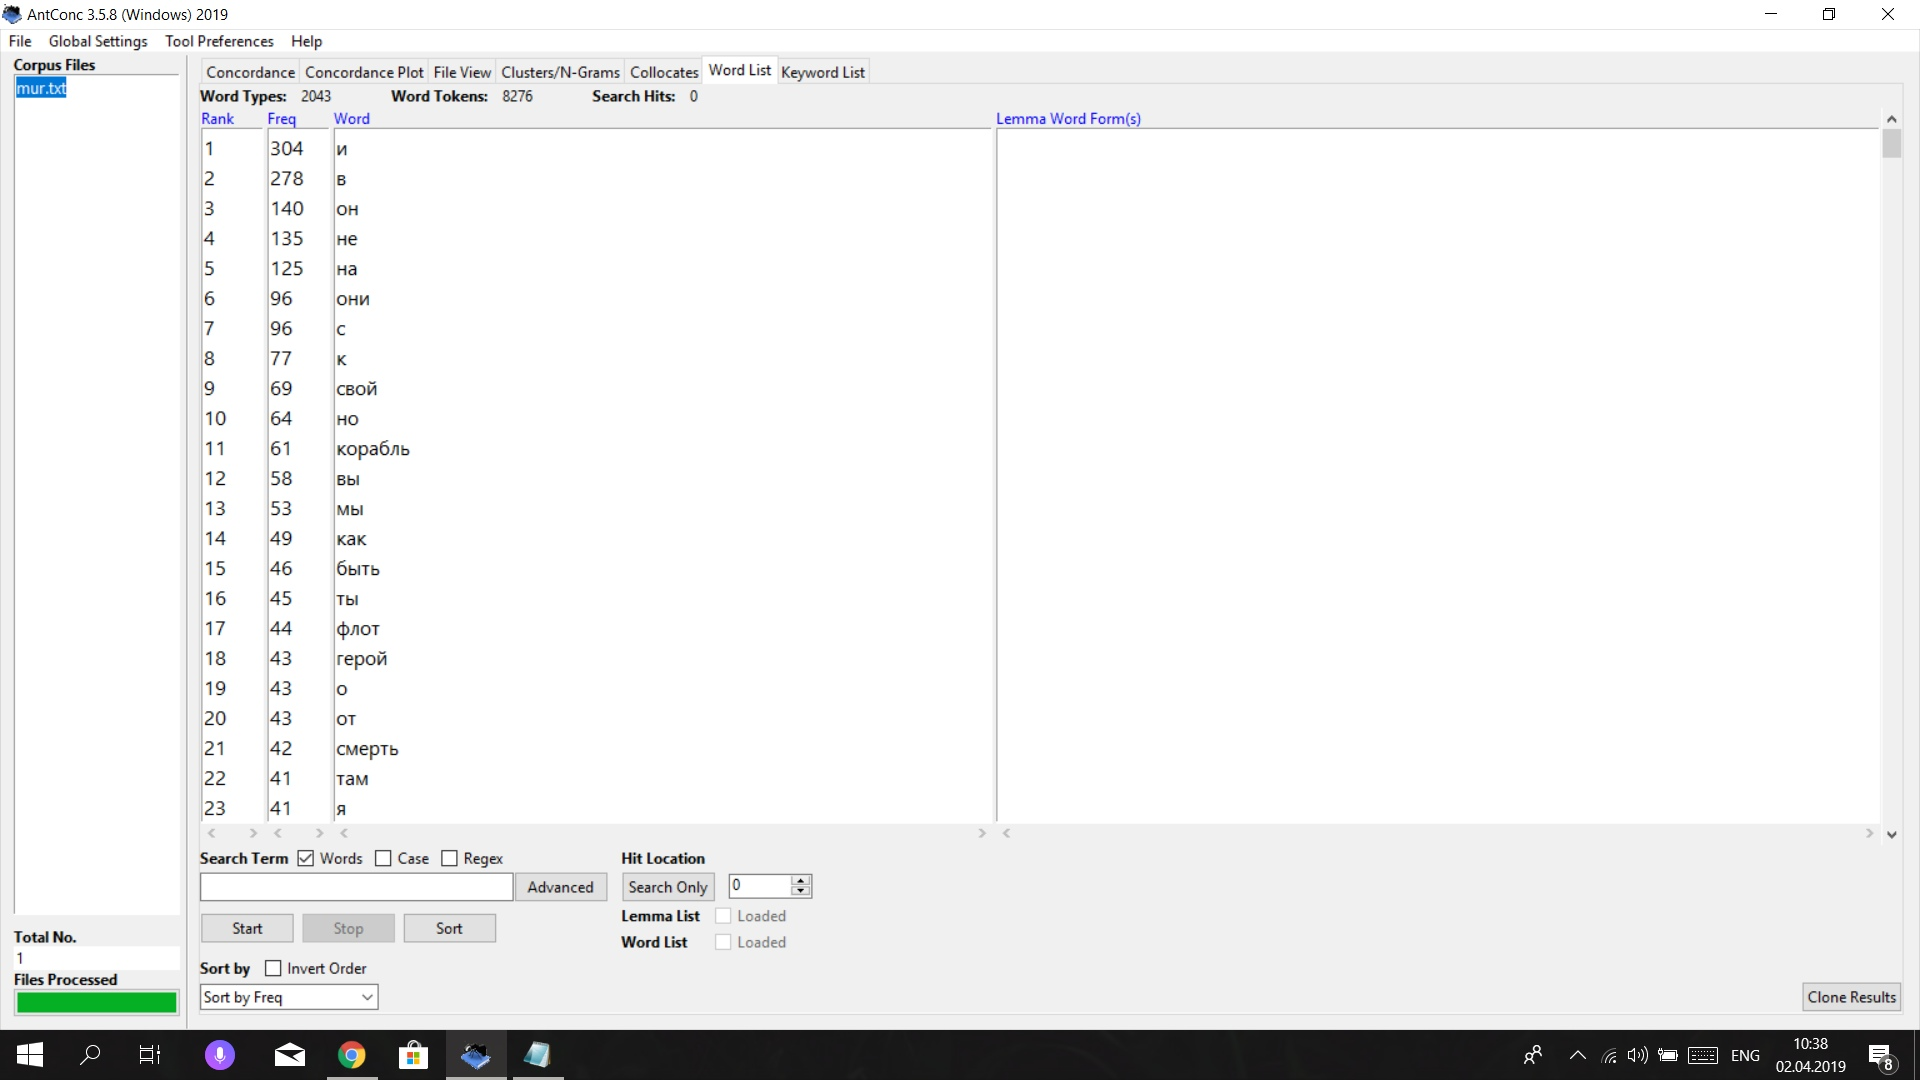 AntConc 3.5.8 (Windows) 2019
File Global Settings Tool Preferences Help
Corpus Files
mur.txt
Concordance Concordance Plot File View Clusters/N-Grams Collocates Word List Keyword List
Word Types: 2043 Word Tokens: 8276 Search Hits: 0
Rank Freq Word Lemma Word Form(s)
1 304 и
2 278 в
3 140 он
4 135 не
5 125 на
6 96 они
7 96 с
8 77 к
9 69 свой
10 64 но
11 61 корабль
12 58 вы
13 53 мы
14 49 как
15 46 быть
16 45 ты
17 44 флот
18 43 герой
19 43 о
20 43 от
21 42 смерть
22 41 там
23 41 я
Search Term Words Case Regex Hit Location
Advanced Search Only 0
Lemma List Loaded
Start Stop Sort
Word List Loaded
Total No.
1
Sort by Invert Order
Files Processed
Sort by Freq Clone Results
ENG 10:38
02.04.2019 8